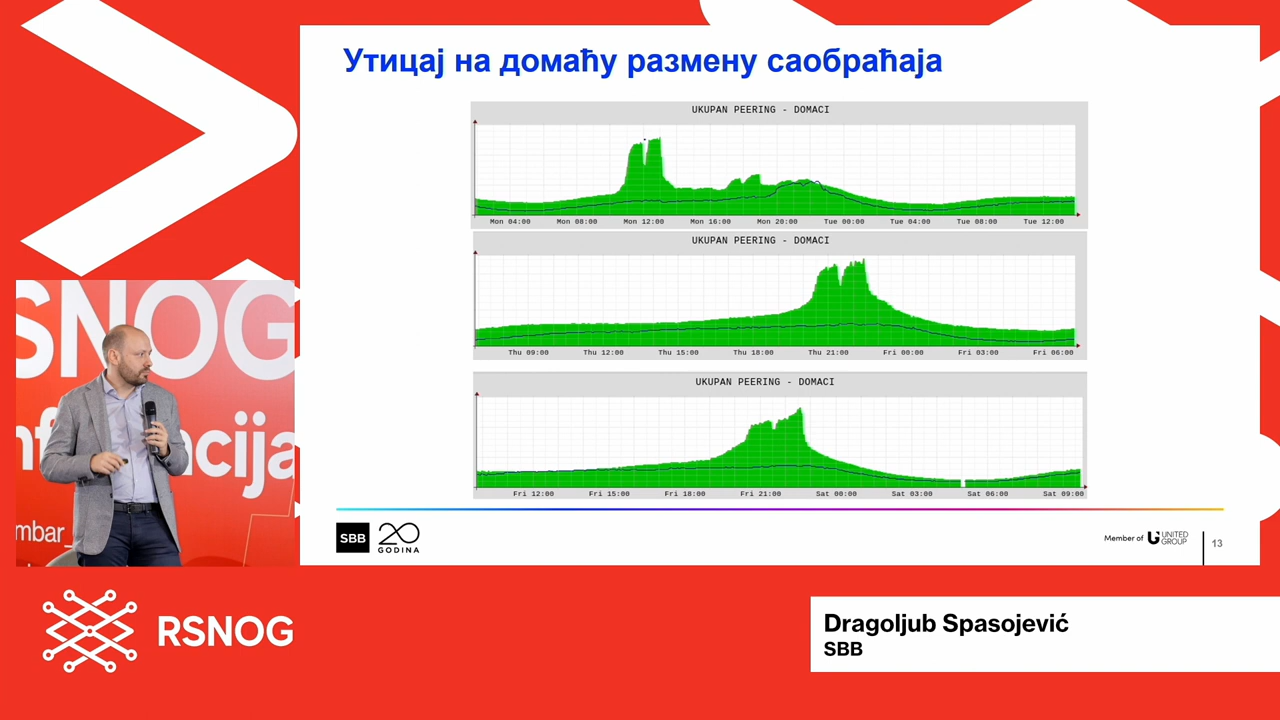 Утицај на домаћу размену саобраћаја
UKUPAN PEERING - DOMACI
Mon 04:00 Mon 08:00 Mon 12:00 Mon 16:00 Mon 20:00 Tue 00:00 Tue 04:00 Tue 08:00 Tue 12:00
UKUPAN PEERING - DOMACI
Thu 09:00 Thu 12:00 Thu 15:00 Thu 18:00 Thu 21:00 Fri 00:00 Fri 03:00 Fri 06:00
UKUPAN PEERING - DOMACI
Fri 12:00 Fri 15:00 Fri 18:00 Fri 21:00 Sat 00:00 Sat 03:00 Sat 06:00 Sat 09:00
SBB 20 GODINA
Member of UNITED GROUP
13
SNOG
cija
mbar
RSNOG
Dragoljub Spasojević
SBB